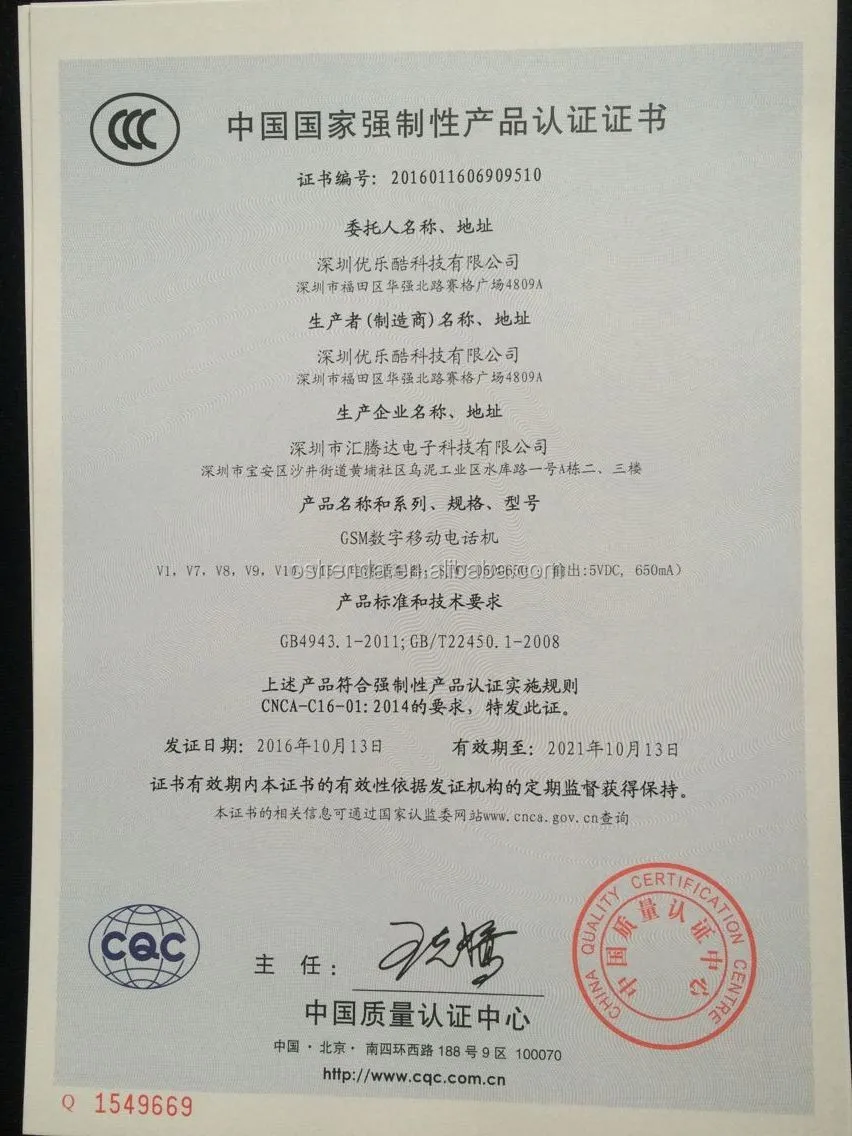 中国国家强制性产品认证证书
证书编号: 2016011606909510
委托人名称、地址
深圳优乐酷科技有限公司
深圳市福田区华强北路赛格广场4809A
生产者(制造商)名称、地址
深圳优乐酷科技有限公司
深圳市福田区华强北路赛格广场4809A
生产企业名称、地址
深圳市汇腾达电子科技有限公司
深圳市宝安区沙井街道黄埔社区乌泥工业区水库路一号A栋二、三楼
产品名称和系列、规格、型号
GSM数字移动电话机
V1, V7, V8, V9, V10, 输出:5VDC, 650mA)
oshenda.en.alibaba.com
产品标准和技术要求
GB4943.1-2011;GB/T22450.1-2008
上述产品符合强制性产品认证实施规则
CNCA-C16-01:2014的要求, 特发此证。
发证日期: 2016年10月13日 有效期至: 2021年10月13日
证书有效期内本证书的有效性依据发证机构的定期监督获得保持。
本证书的相关信息可通过国家认监委网站www.cnca.gov.cn查询
CQC
主 任:
CHINA QUALITY CERTIFICATION CENTRE
中国质量认证中心
中国质量认证中心
中国·北京·南四环西路 188 号 9 区 100070
http://www.cqc.com.cn
Q 1549669